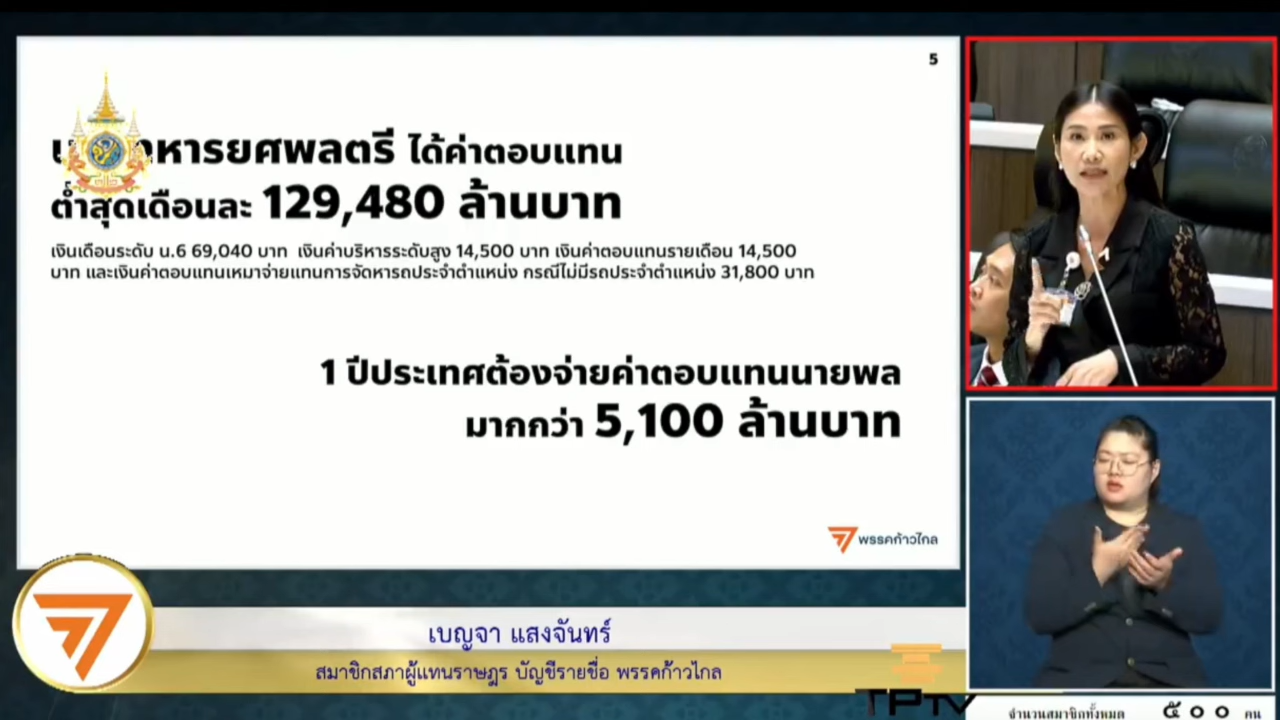 5
ทหารยศพลตรี ได้ค่าตอบแทน
ต่ำสุดเดือนละ 129,480 ล้านบาท
เงินเดือนระดับ น.6 69,040 บาท เงินค่าบริหารระดับสูง 14,500 บาท เงินค่าตอบแทนรายเดือน 14,500
บาท และเงินค่าตอบแทนเหมาจ่ายแทนการจัดหารถประจำตำแหน่ง กรณีไม่มีรถประจำตำแหน่ง 31,800 บาท
1 ปีประเทศต้องจ่ายค่าตอบแทนนายพล
มากกว่า 5,100 ล้านบาท
พรรคก้าวไกล
เบญจา แสงจันทร์
สมาชิกสภาผู้แทนราษฎร บัญชีรายชื่อ พรรคก้าวไกล
TPTV
จำนวนสมาชิกทั้งหมด ๕๐๐ คน